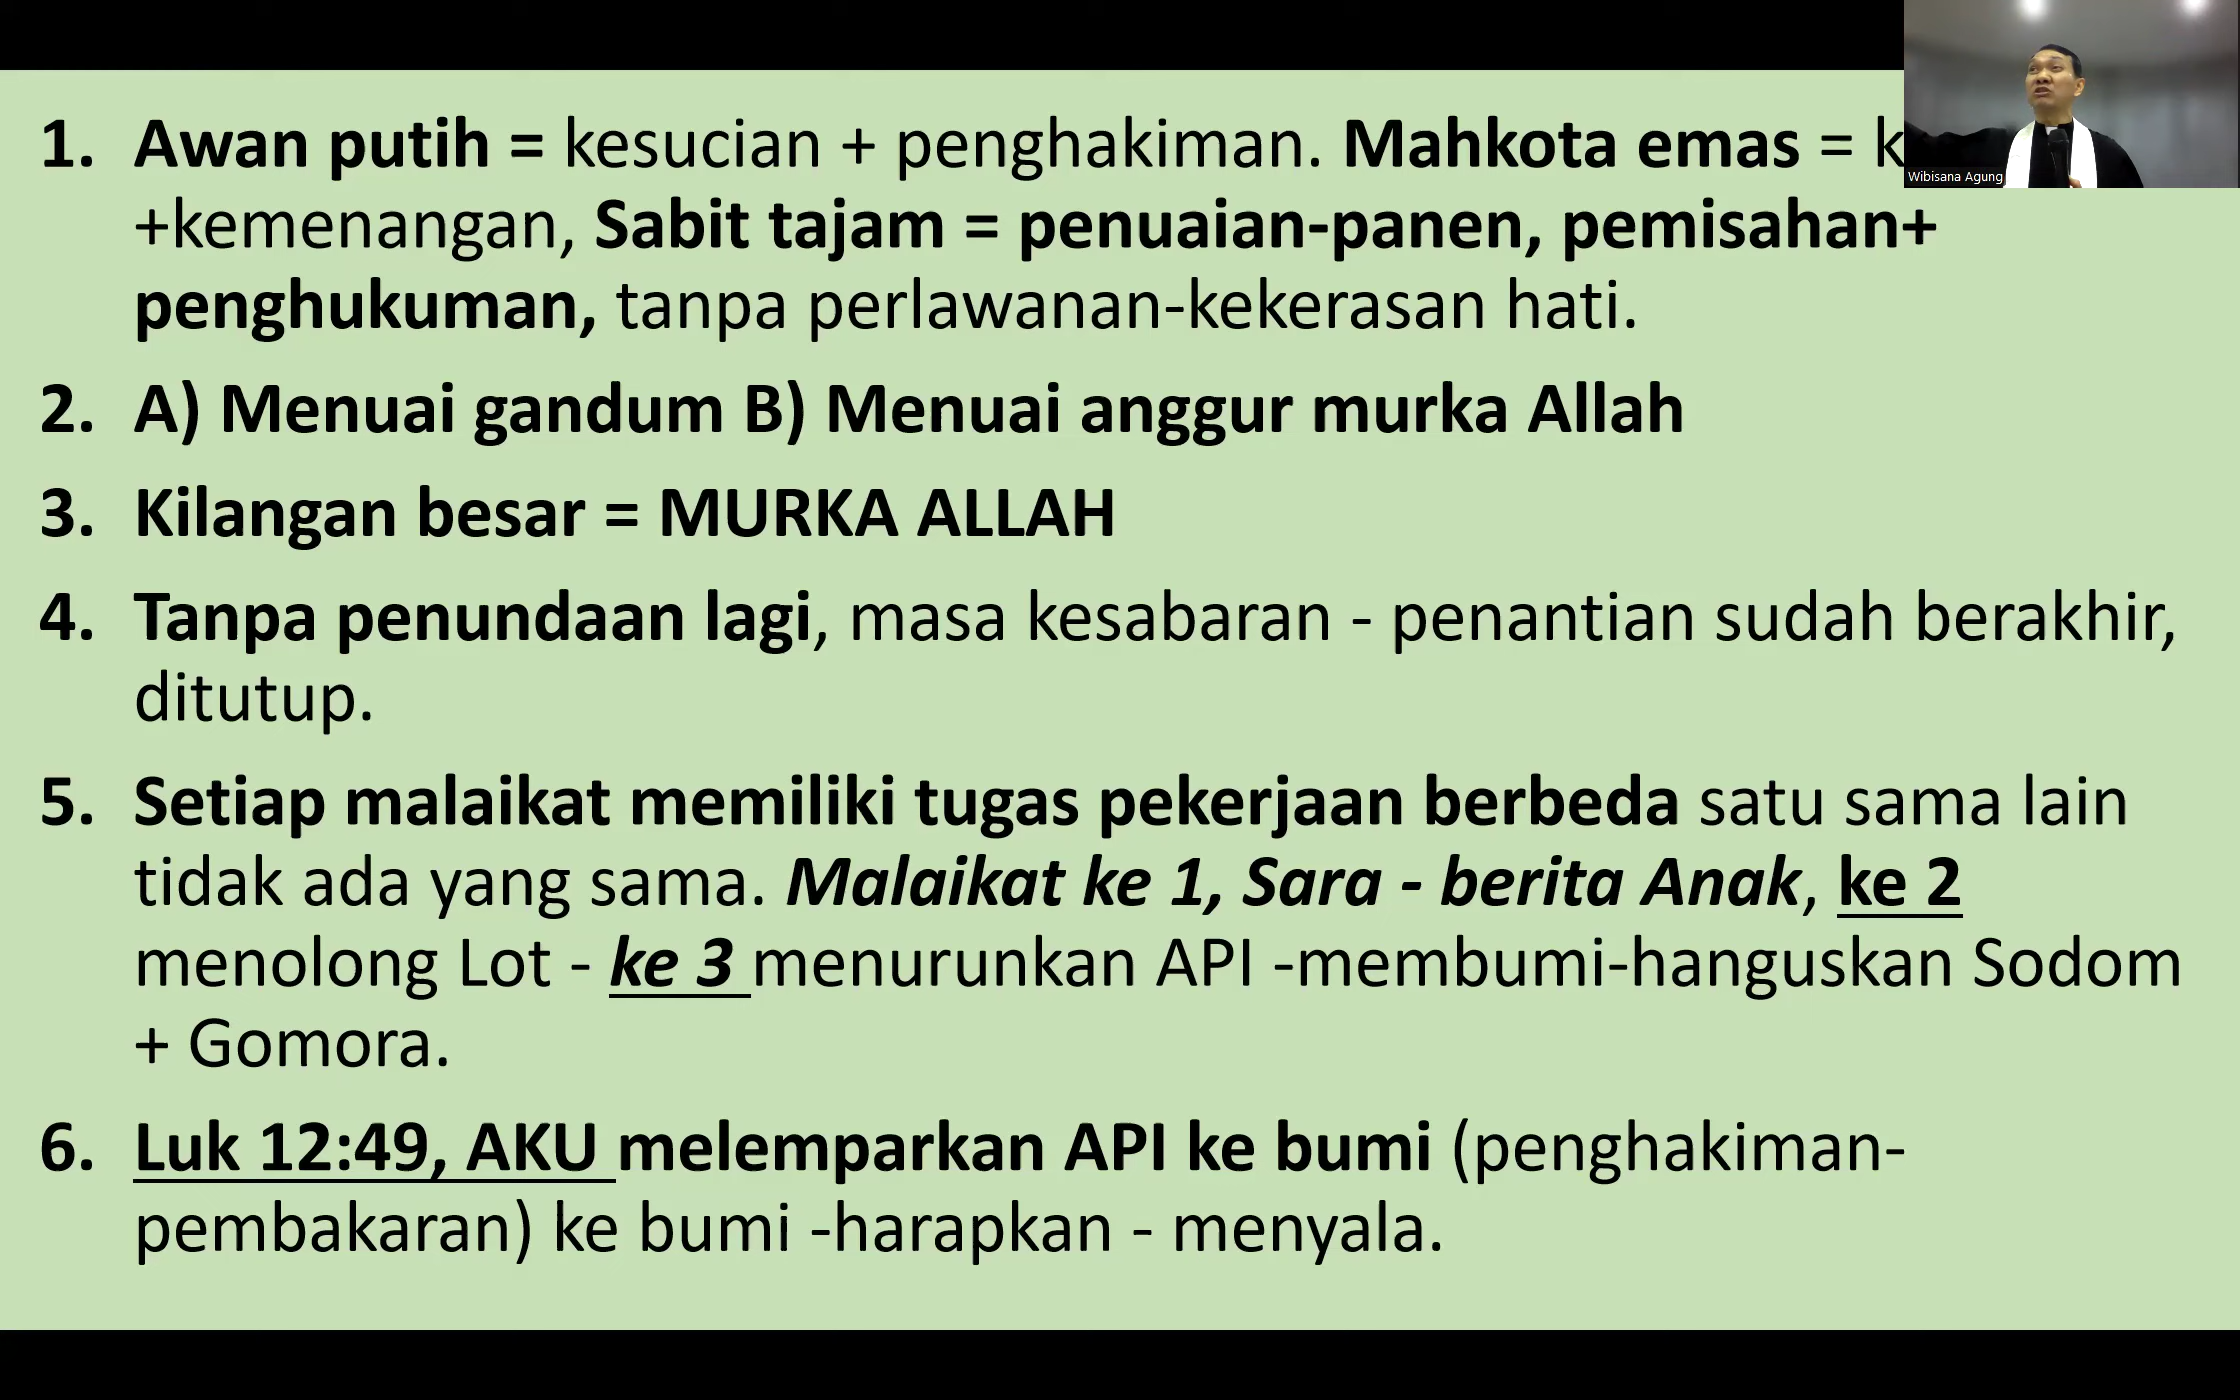 1. Awan putih = kesucian + penghakiman. Mahkota emas =
+kemenangan, Sabit tajam = penuaian-panen, pemisahan+
penghukuman, tanpa perlawanan-kekerasan hati.
2. A) Menuai gandum B) Menuai anggur murka Allah
3. Kilangan besar = MURKA ALLAH
4. Tanpa penundaan lagi, masa kesabaran - penantian sudah berakhir,
ditutup.
5. Setiap malaikat memiliki tugas pekerjaan berbeda satu sama lain
tidak ada yang sama. Malaikat ke 1, Sara - berita Anak, ke 2
menolong Lot - ke 3 menurunkan API -membumi-hanguskan Sodom
+ Gomora.
6. Luk 12:49, AKU melemparkan API ke bumi (penghakiman-
pembakaran) ke bumi -harapkan - menyala.
Wibisana Agung